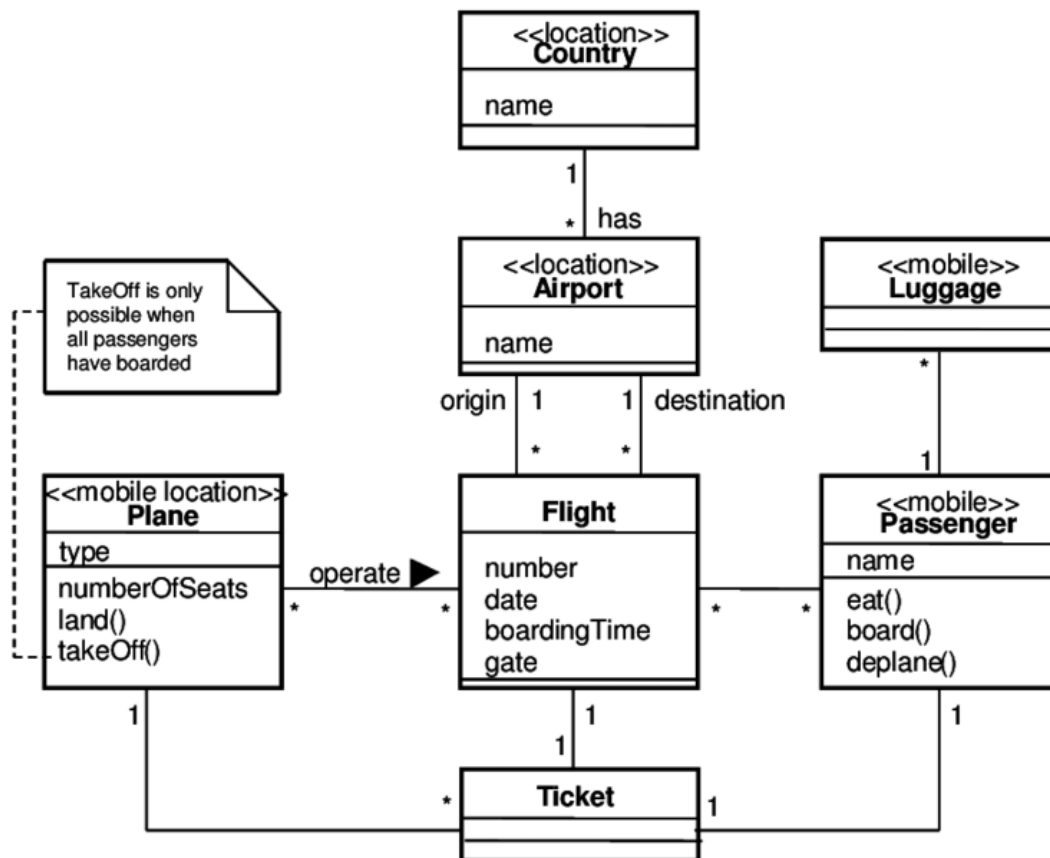 <<location>>
Country
name
1
* has
<<location>>
Airport
name
<<mobile>>
Luggage
TakeOff is only
possible when
all passengers
have boarded
origin 1
1 destination
*
*
*
1
<<mobile location>>
Plane
type
numberOfSeats
land()
takeOff()
operate ▶
*
*
Flight
number
date
boardingTime
gate
*
*
<<mobile>>
Passenger
name
eat()
board()
deplane()
1
1
1
1
*
Ticket
1